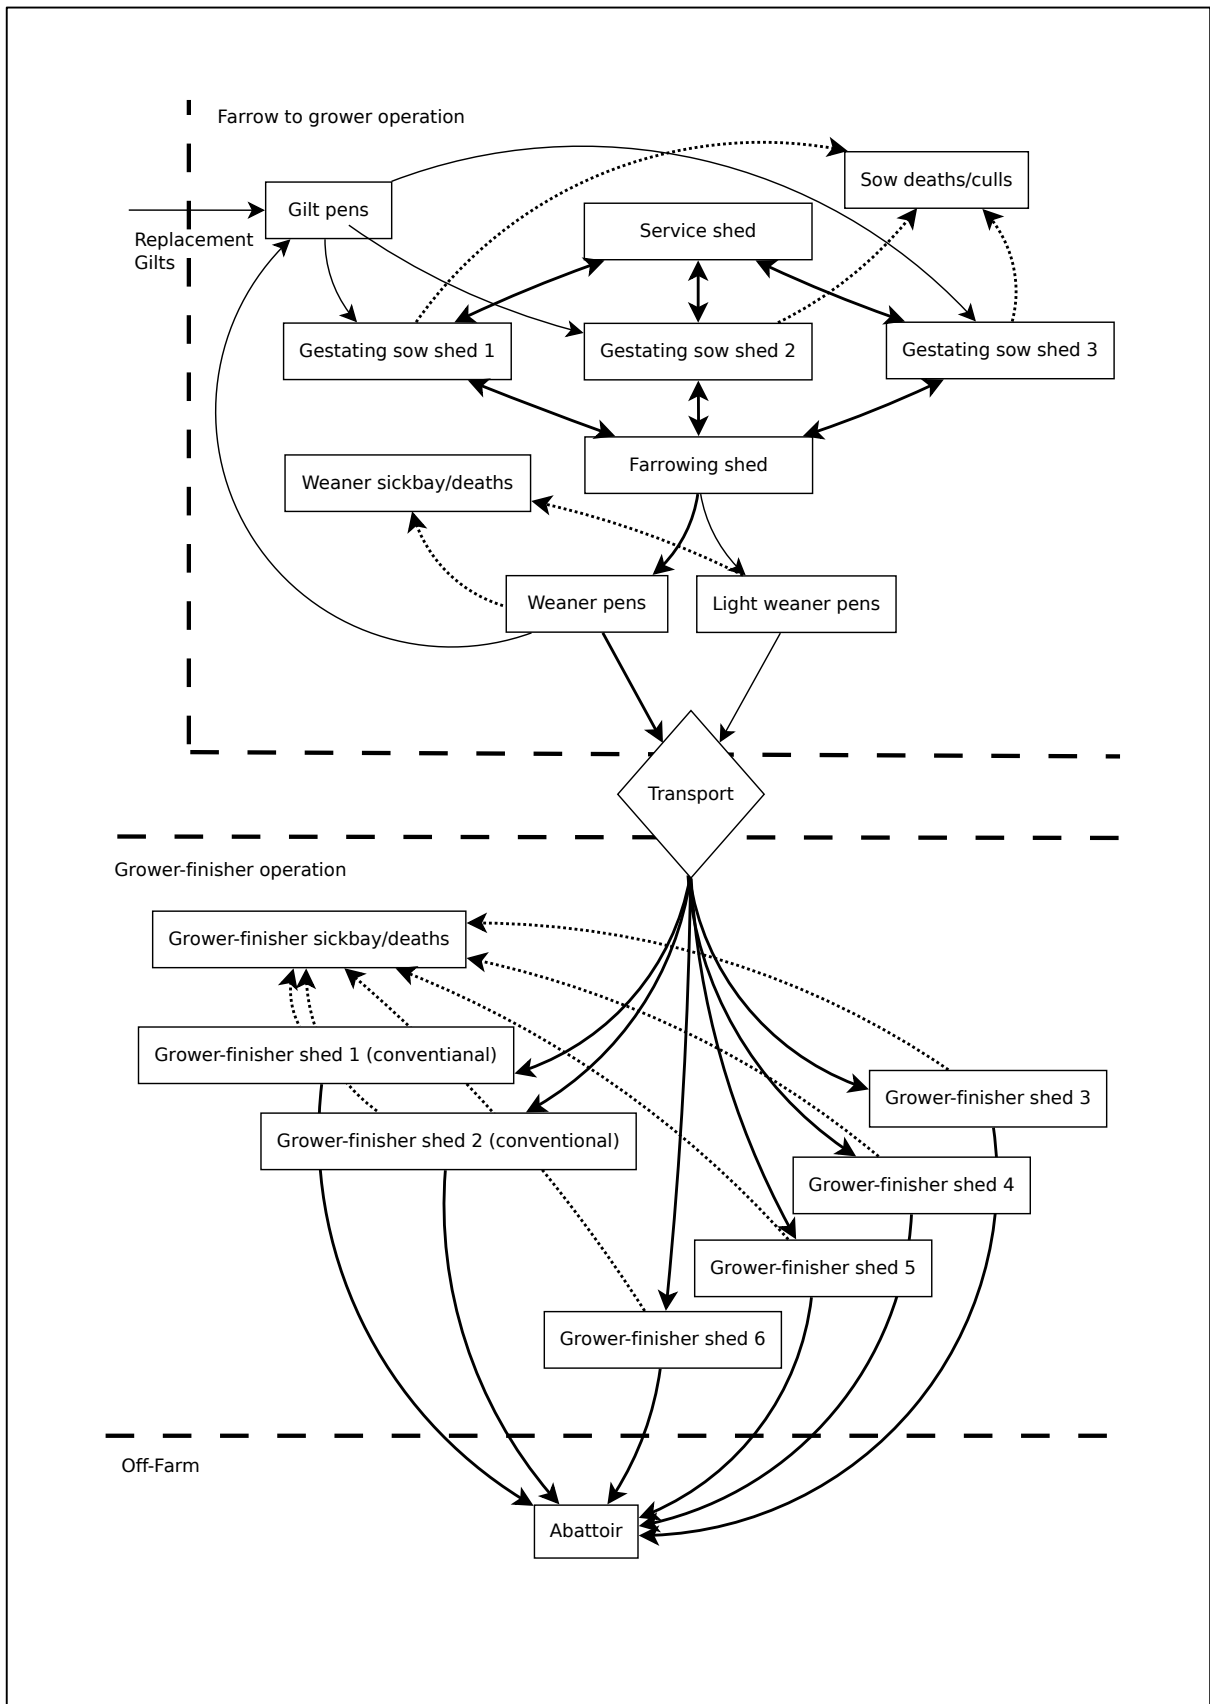 Farrow to grower operation
Sow deaths/culls
Gilt pens
Service shed
Replacement
Gilts
Gestating sow shed 1
Gestating sow shed 2
Gestating sow shed 3
Farrowing shed
Weaner sickbay/deaths
Weaner pens
Light weaner pens
Transport
Grower-finisher operation
Grower-finisher sickbay/deaths
Grower-finisher shed 1 (conventianal)
Grower-finisher shed 3
Grower-finisher shed 2 (conventional)
Grower-finisher shed 4
Grower-finisher shed 5
Grower-finisher shed 6
Off-Farm
Abattoir